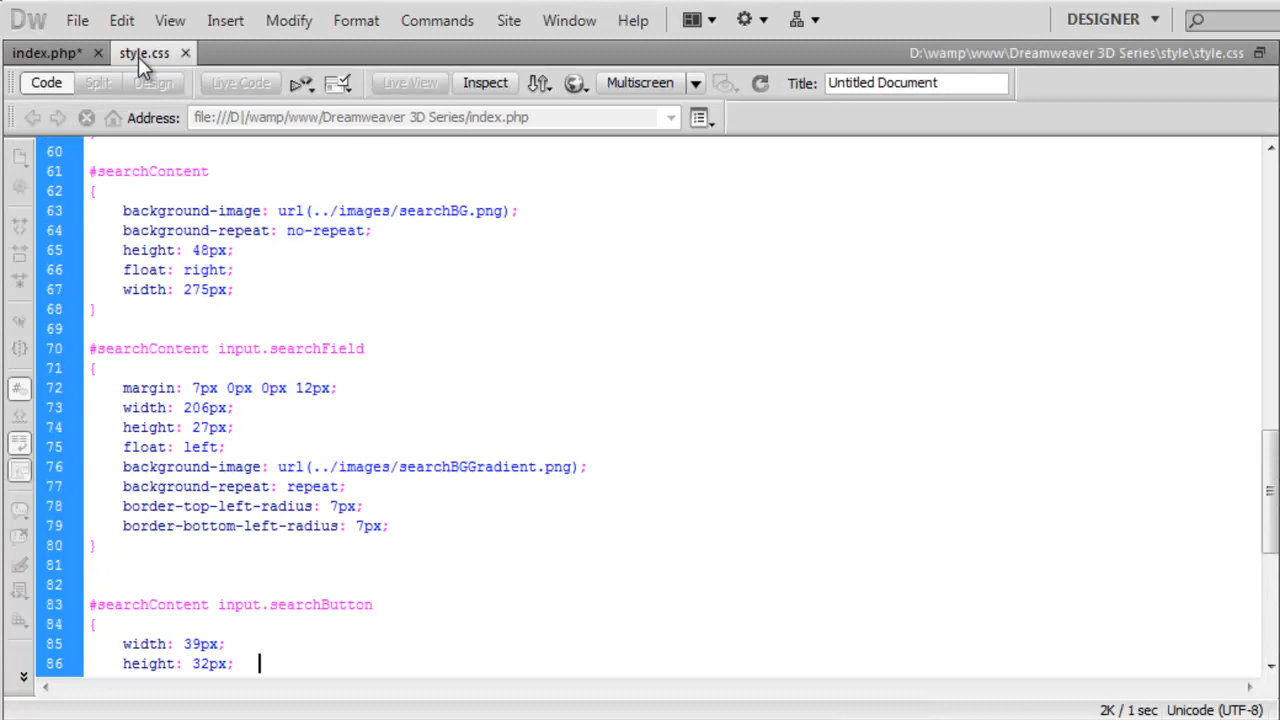 Dw File Edit View Insert Modify Format Commands Site Window Help DESIGNER
index.php* style.css D:\wamp\www\Dreamweaver 3D Series\style\style.css
Code Split Design Live Code Live View Inspect Multiscreen Title: Untitled Document
Address: file:///D|/wamp/www/Dreamweaver 3D Series/index.php
60
61 #searchContent
62 {
63 background-image: url(../images/searchBG.png);
64 background-repeat: no-repeat;
65 height: 48px;
66 float: right;
67 width: 275px;
68 }
69
70 #searchContent input.searchField
71 {
72 margin: 7px 0px 0px 12px;
73 width: 206px;
74 height: 27px;
75 float: left;
76 background-image: url(../images/searchBGGradient.png);
77 background-repeat: repeat;
78 border-top-left-radius: 7px;
79 border-bottom-left-radius: 7px;
80 }
81
82
83 #searchContent input.searchButton
84 {
85 width: 39px;
86 height: 32px;
2K / 1 sec Unicode (UTF-8)